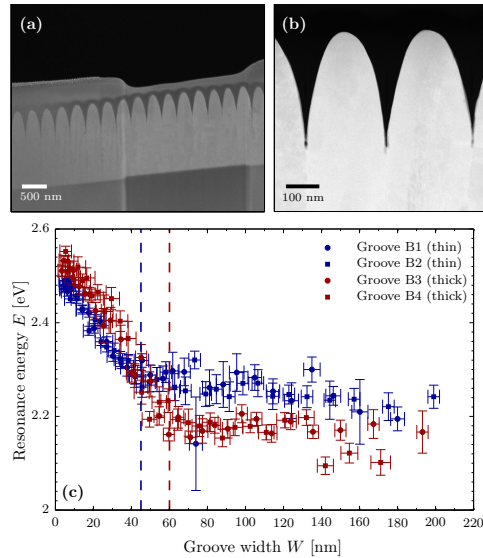 (a)
500 nm
(b)
100 nm
2.6
2.4
2.2
2
Resonance energy E [eV]
Groove B1 (thin)
Groove B2 (thin)
Groove B3 (thick)
Groove B4 (thick)
(c)
0 20 40 60 80 100 120 140 160 180 200 220
Groove width W [nm]